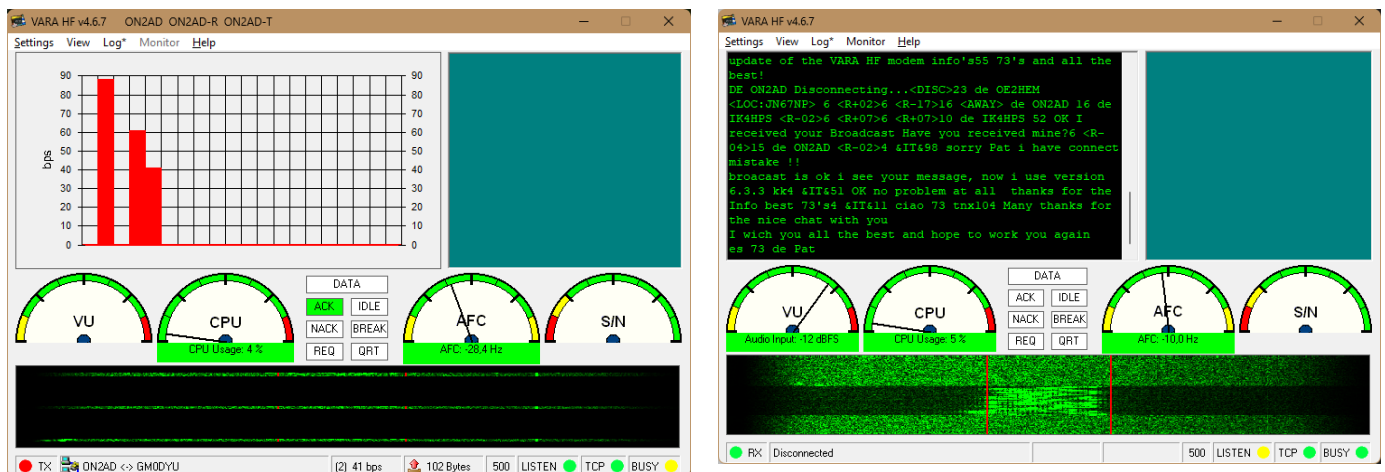 VARA HF v4.6.7 ON2AD ON2AD-R ON2AD-T
Settings View Log* Monitor Help
90 90
80 80
70 70
60 60
50 50
40 40
30 30
20 20
10 10
0 0
bps
DATA
ACK IDLE
NACK BREAK
REQ QRT
VU
CPU
CPU Usage: 4 %
AFC
AFC: -28,4 Hz
S/N
TX ON2AD <-> GM0DYU (2) 41 bps 102 Bytes 500 LISTEN TCP BUSY
VARA HF v4.6.7
Settings View Log* Monitor Help
update of the VARA HF modem info's55 73's and all the
best!
DE ON2AD Disconnecting...<DISC>23 de OE2HEM
<LOC:JN67NP> 6 <R+02>6 <R-17>16 <AWAY> de ON2AD 16 de
IK4HPS <R-02>6 <R+07>6 <R+07>10 de IK4HPS 52 OK I
received your Broadcast Have you received mine?6 <R-
04>15 de ON2AD <R-02>4 &IT&98 sorry Pat i have connect
mistake !!
broacast is ok i see your message, now i use version
6.3.3 kk4 &IT&51 OK no problem at all  thanks for the
Info best 73's4 &IT&11 ciao 73 tnx104 Many thanks for
the nice chat with you
I wich you all the best and hope to work you again
es 73 de Pat
DATA
ACK IDLE
NACK BREAK
REQ QRT
VU
Audio Input: -12 dBFS
CPU
CPU Usage: 5 %
AFC
AFC: -10,0 Hz
S/N
RX Disconnected 500 LISTEN TCP BUSY